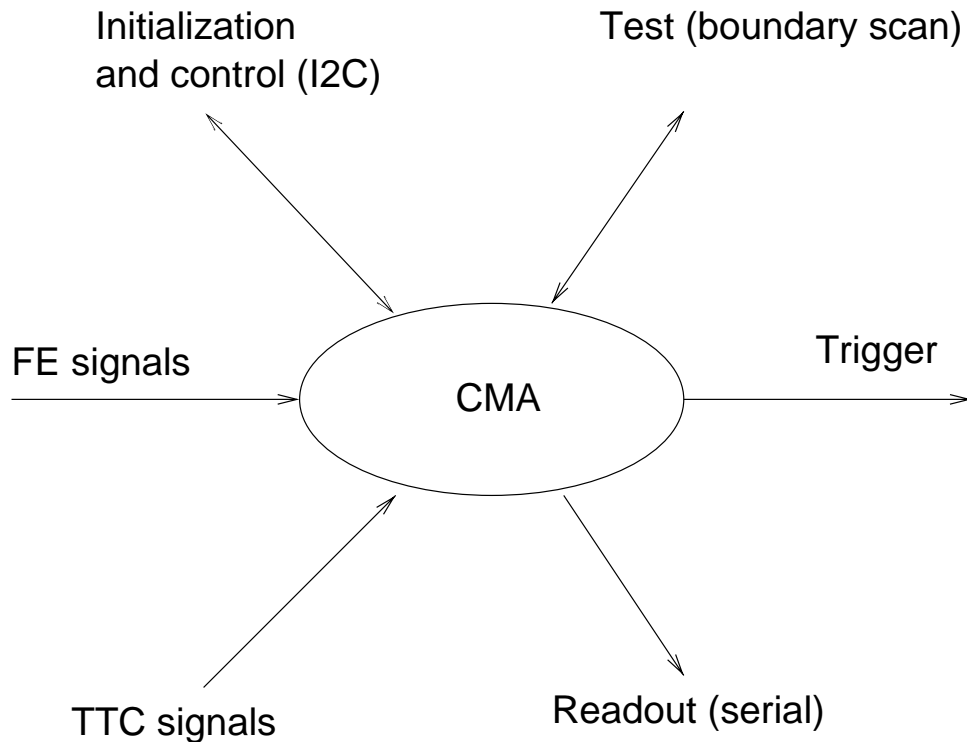 Initialization
and control (I2C)
Test (boundary scan)
FE signals
CMA
Trigger
TTC signals
Readout (serial)